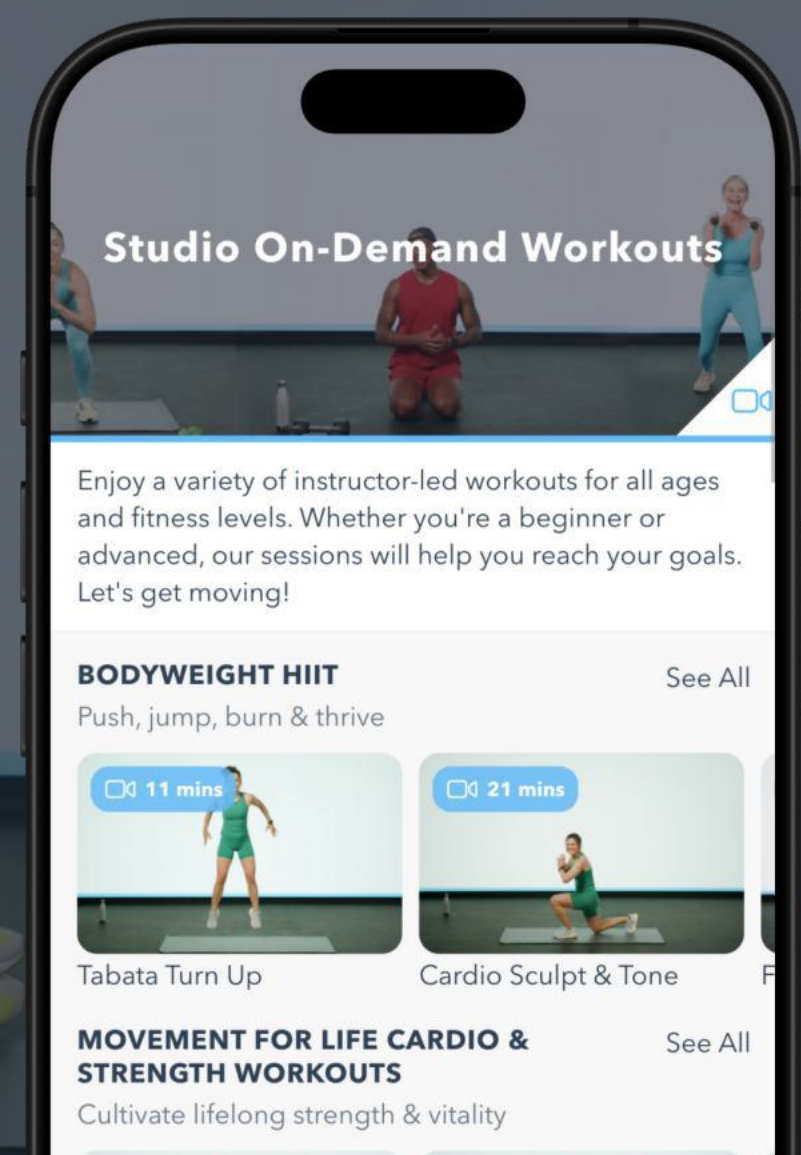 Studio On-Demand Workouts
Enjoy a variety of instructor-led workouts for all ages
and fitness levels. Whether you're a beginner or
advanced, our sessions will help you reach your goals.
Let's get moving!
BODYWEIGHT HIIT
See All
Push, jump, burn & thrive
11 mins
21 mins
Tabata Turn Up
Cardio Sculpt & Tone
F
MOVEMENT FOR LIFE CARDIO &
STRENGTH WORKOUTS
See All
Cultivate lifelong strength & vitality